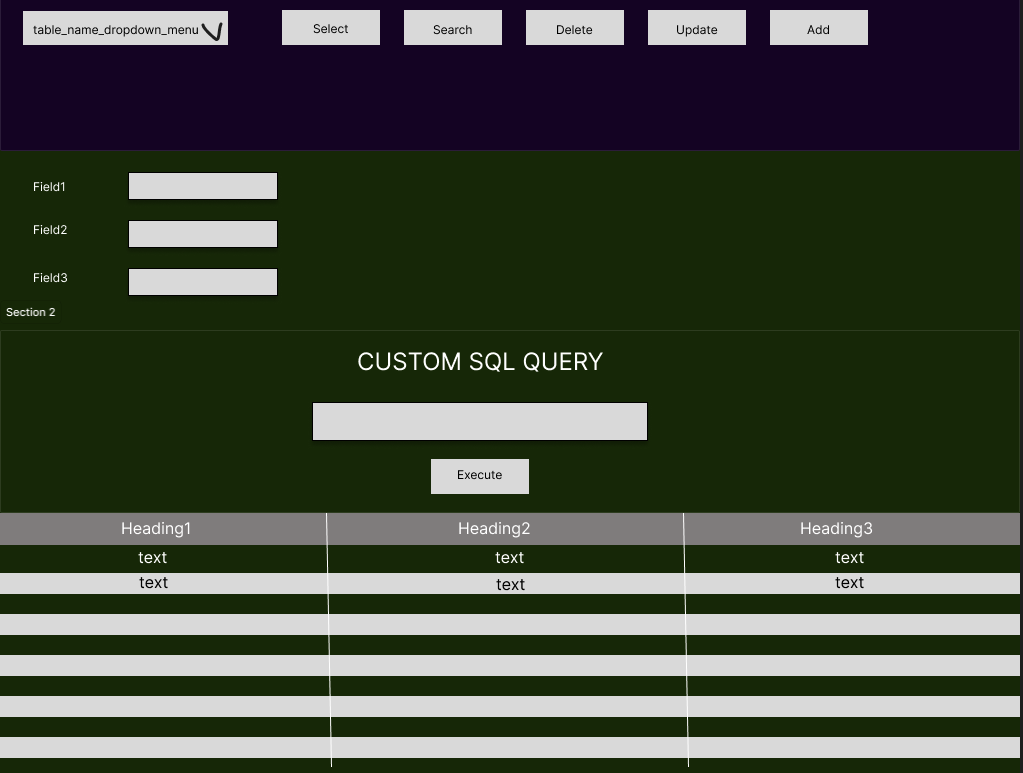 table_name_dropdown_menu Select Search Delete Update Add
Field1
Field2
Field3
Section 2
CUSTOM SQL QUERY
Execute
Heading1 Heading2 Heading3
text text text
text text text